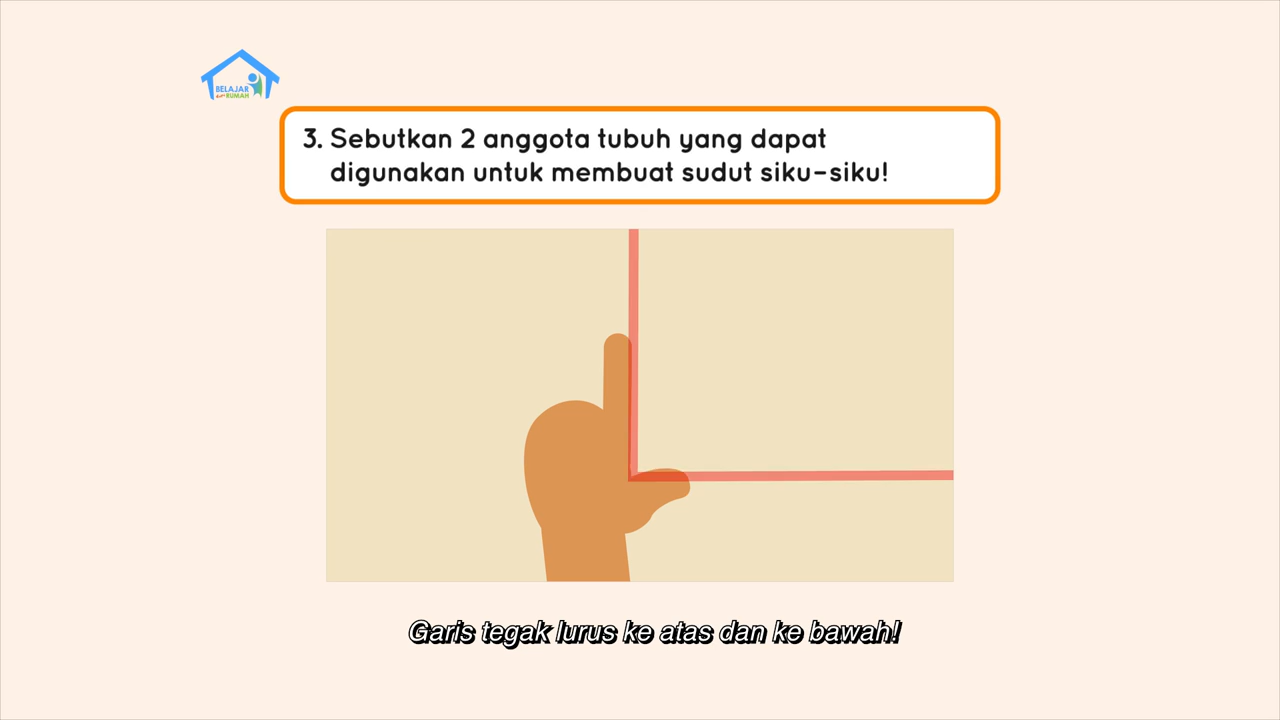 BELAJAR
dari RUMAH
3. Sebutkan 2 anggota tubuh yang dapat
digunakan untuk membuat sudut siku-siku!
Garis tegak lurus ke atas dan ke bawah!